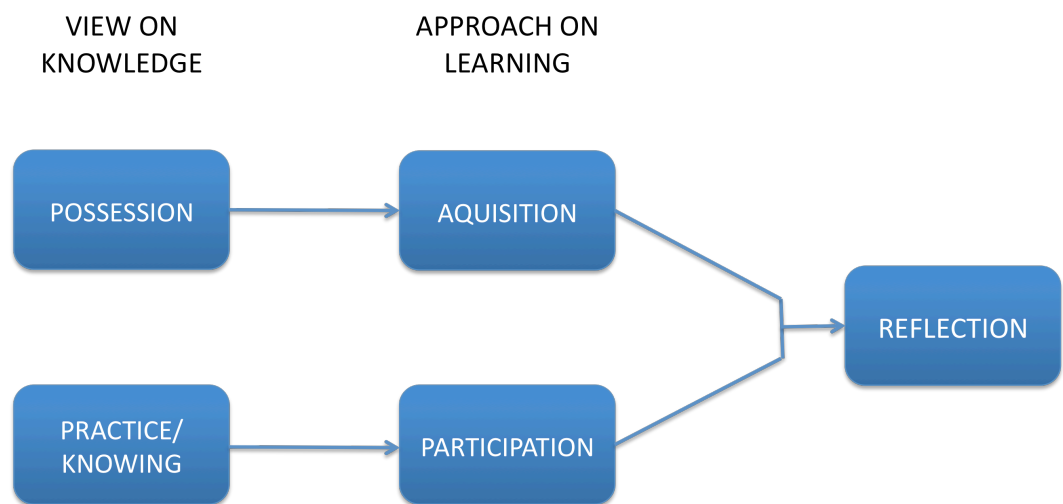 VIEW ON
KNOWLEDGE
APPROACH ON
LEARNING
POSSESSION
AQUISITION
REFLECTION
PRACTICE/
KNOWING
PARTICIPATION